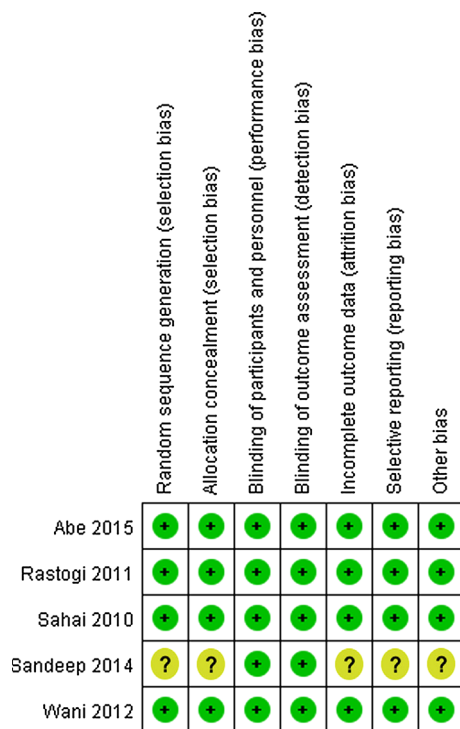 Random sequence generation (selection bias)
Allocation concealment (selection bias)
Blinding of participants and personnel (performance bias)
Blinding of outcome assessment (detection bias)
Incomplete outcome data (attrition bias)
Selective reporting (reporting bias)
Other bias
Abe 2015 + + + + + + +
Rastogi 2011 + + + + + + +
Sahai 2010 + + + + + + +
Sandeep 2014 ? ? + + ? ? ?
Wani 2012 + + + + + + +